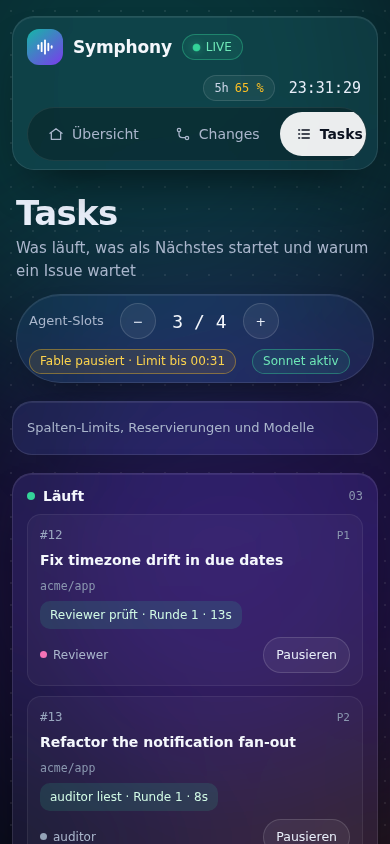 Symphony LIVE
5h 65 % 23:31:29
Übersicht Changes Tasks
Tasks
Was läuft, was als Nächstes startet und warum
ein Issue wartet
Agent-Slots − 3 / 4 +
Fable pausiert · Limit bis 00:31 Sonnet aktiv
Spalten-Limits, Reservierungen und Modelle
Läuft 03
#12 P1
Fix timezone drift in due dates
acme/app
Reviewer prüft · Runde 1 · 13s
Reviewer Pausieren
#13 P2
Refactor the notification fan-out
acme/app
auditor liest · Runde 1 · 8s
auditor Pausieren